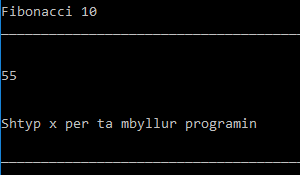 Fibonacci 10
55
Shtyp x per ta mbyllur programin